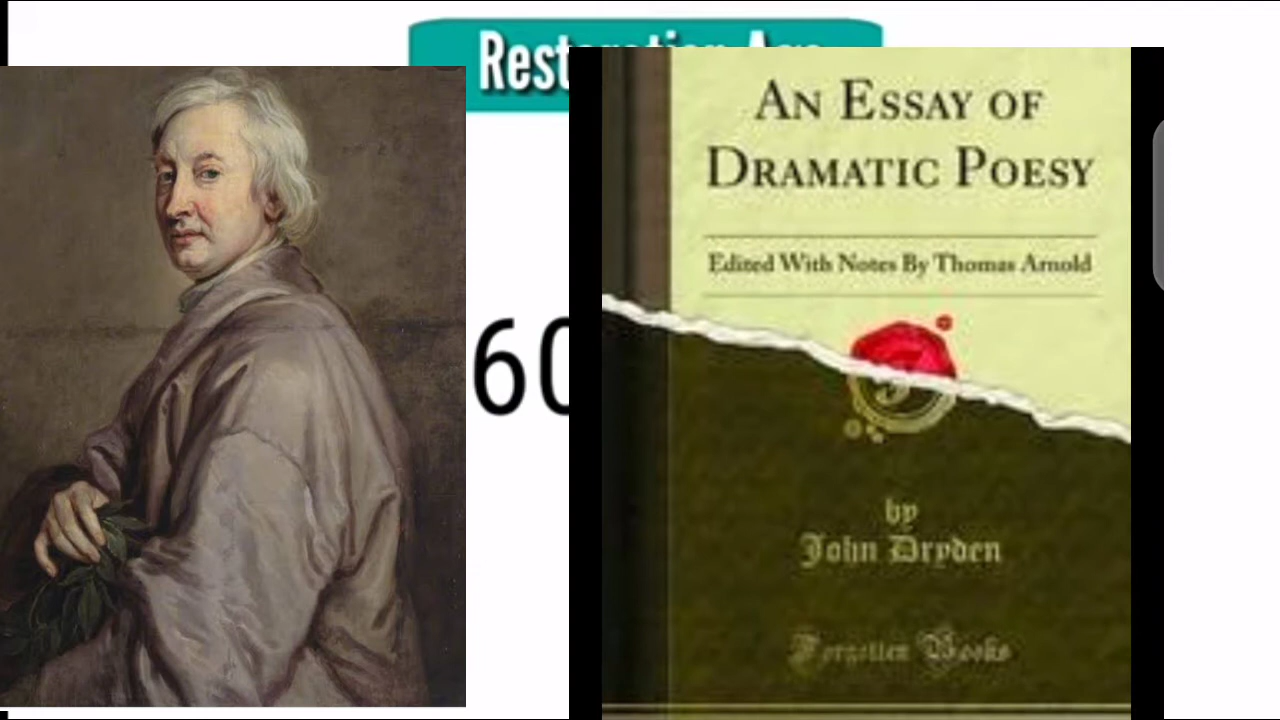 Rest
60
AN ESSAY OF
DRAMATIC POESY
Edited With Notes By Thomas Arnold
by
John Dryden
Forgotten Books